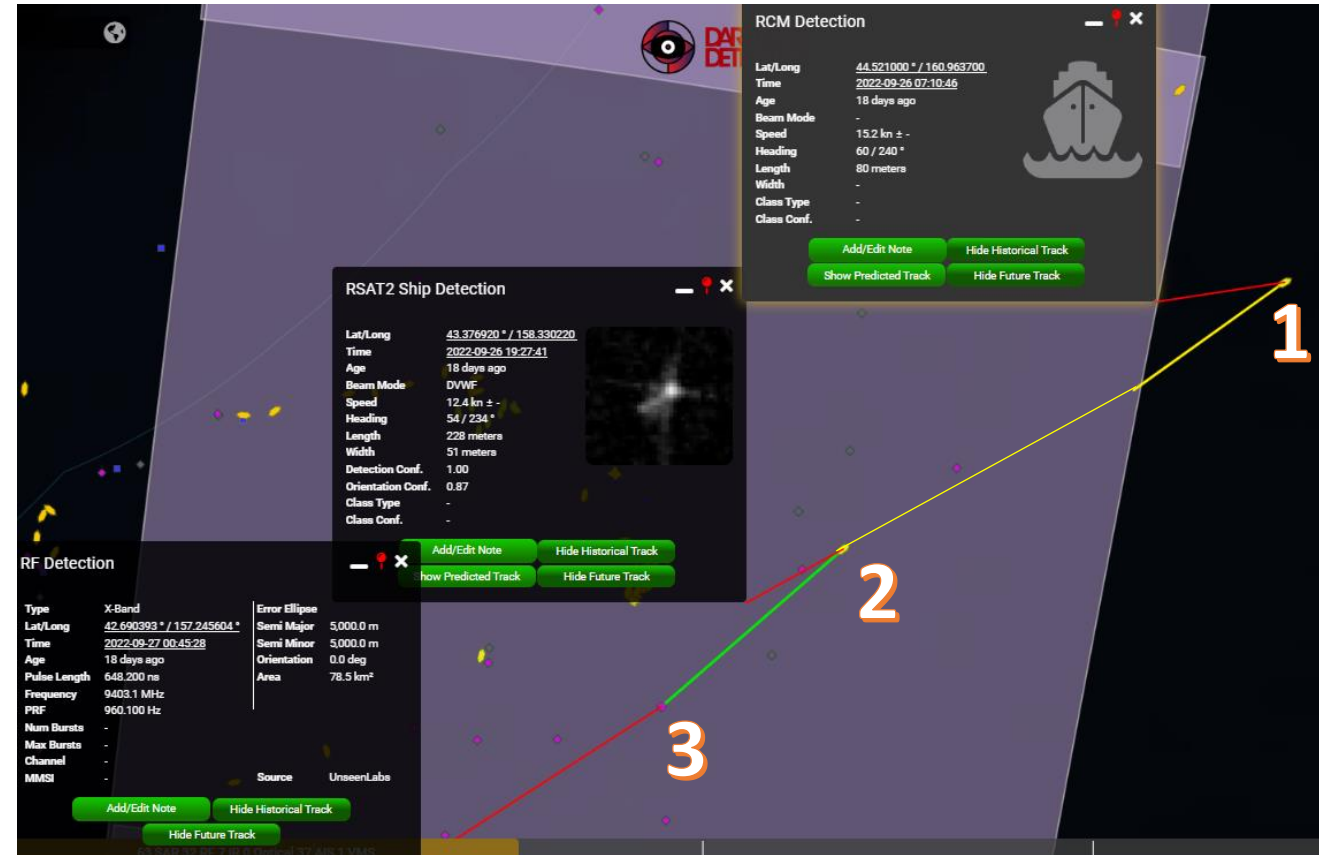 DAR
DET
RCM Detection
Lat/Long 44.521000 ° / 160.963700
Time 2022-09-26 07:10:46
Age 18 days ago
Beam Mode -
Speed 15.2 kn ± -
Heading 60 / 240 °
Length 80 meters
Width -
Class Type -
Class Conf. -
Add/Edit Note Hide Historical Track
Show Predicted Track Hide Future Track
1
RSAT2 Ship Detection
Lat/Long 43.376920 ° / 158.330220
Time 2022-09-26 19:27:41
Age 18 days ago
Beam Mode DVWF
Speed 12.4 kn ± -
Heading 54 / 234 °
Length 228 meters
Width 51 meters
Detection Conf. 1.00
Orientation Conf. 0.87
Class Type -
Class Conf. -
Add/Edit Note Hide Historical Track
how Predicted Track Hide Future Track
2
RF Detection
Type X-Band Error Ellipse
Lat/Long 42.690393 ° / 157.245604 ° Semi Major 5,000.0 m
Time 2022-09-27 00:45:28 Semi Minor 5,000.0 m
Age 18 days ago Orientation 0.0 deg
Pulse Length 648.200 ns Area 78.5 km²
Frequency 9403.1 MHz
PRF 960.100 Hz
Num Bursts -
Max Bursts -
Channel -
MMSI - Source UnseenLabs
Add/Edit Note Hide Historical Track
Hide Future Track
3